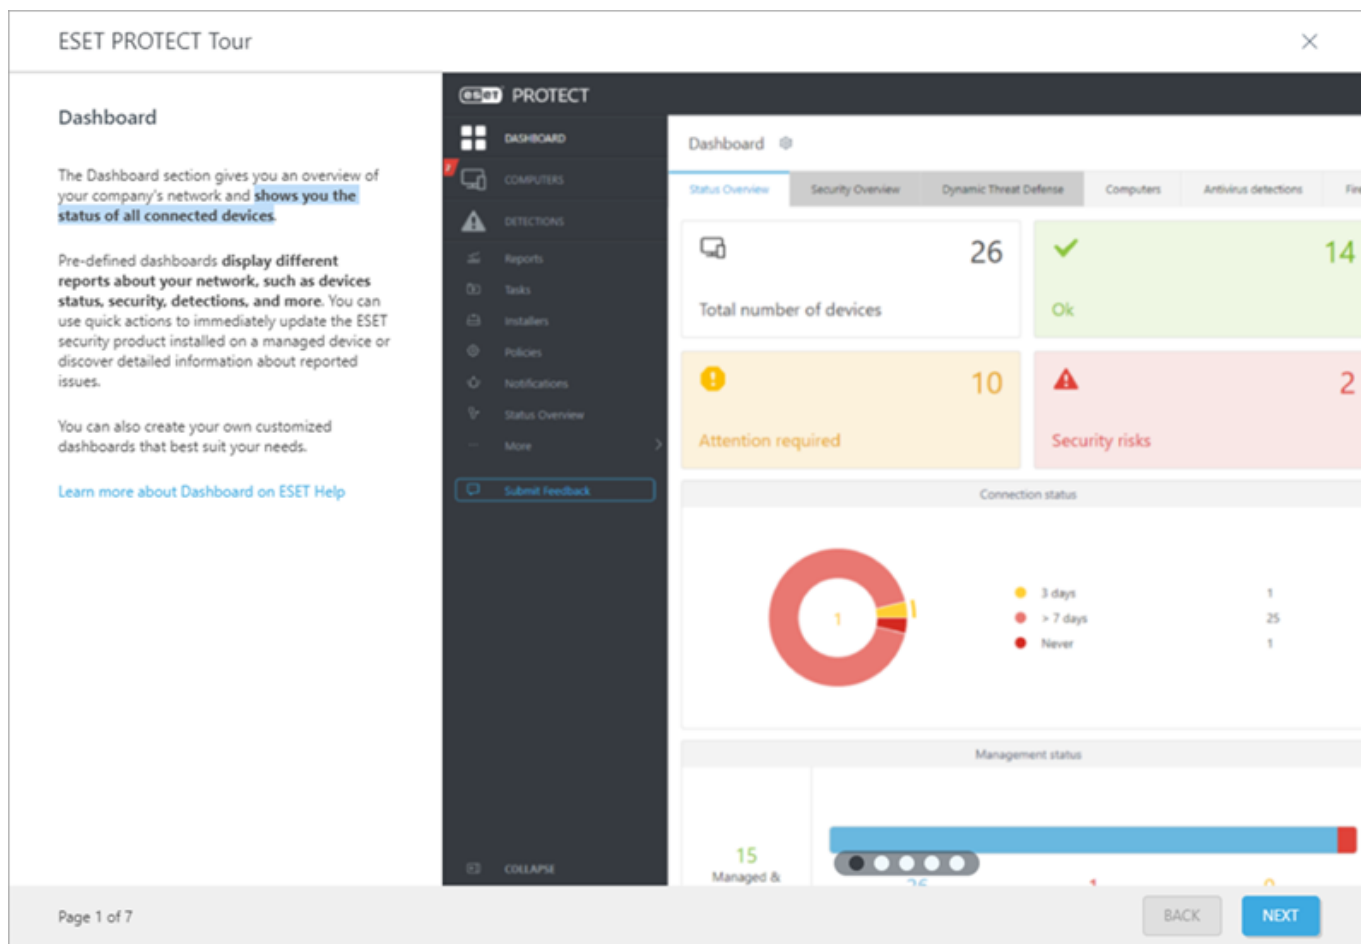 ESET PROTECT Tour
Dashboard
The Dashboard section gives you an overview of
your company's network and shows you the
status of all connected devices.
Pre-defined dashboards display different
reports about your network, such as devices
status, security, detections, and more. You can
use quick actions to immediately update the ESET
security product installed on a managed device or
discover detailed information about reported
issues.
You can also create your own customized
dashboards that best suit your needs.
Learn more about Dashboard on ESET Help
eset PROTECT
DASHBOARD
COMPUTERS
DETECTIONS
Reports
Tasks
Installers
Policies
Notifications
Status Overview
More
Submit Feedback
COLLAPSE
Dashboard
Status Overview Security Overview Dynamic Threat Defense Computers Antivirus detections Fire
26 14
Total number of devices Ok
10 2
Attention required Security risks
Connection status
1
3 days 1
> 7 days 25
Never 1
Management status
15
Managed &
26 1 0
Page 1 of 7
BACK NEXT